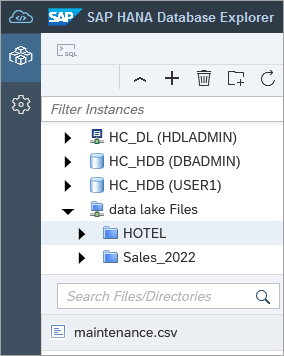 SAP SAP HANA Database Explorer
SQL
Filter Instances
HC_DL (HDLADMIN)
HC_HDB (DBADMIN)
HC_HDB (USER1)
data lake Files
HOTEL
Sales_2022
Search Files/Directories
maintenance.csv